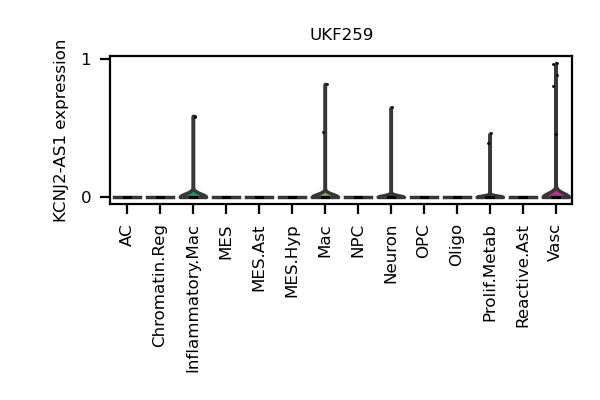 UKF259
KCNJ2-AS1 expression
1
0
AC
Chromatin.Reg
Inflammatory.Mac
MES
MES.Ast
MES.Hyp
Mac
NPC
Neuron
OPC
Oligo
Prolif.Metab
Reactive.Ast
Vasc